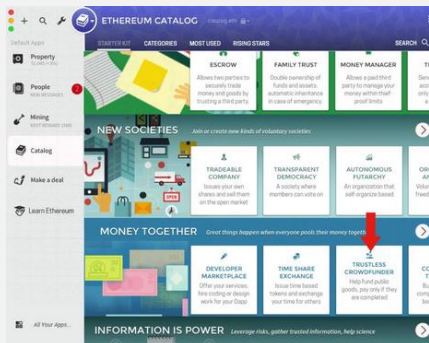 ETHEREUM CATALOG
STARTER KIT CATEGORIES MOST USED RISING STARS SEARCH
Default Apps
Property
People
NEW MESSAGES
2
Mining
Catalog
Make a deal
Learn Ethereum
All Your Apps..
ESCROW
Allows two parties to
securely trade
money and goods by
trusting a third party.
FAMILY TRUST
Double ownership of
funds and assets,
automatic inheritance
in case of emergency.
MONEY MANAGER
Allows a paid third
party to manage your
money within thief
proof limits
NEW SOCIETIES Join or create new kinds of voluntary societies
TRADEABLE
COMPANY
Issues your own
shares and sell them
on the open market
TRANSPARENT
DEMOCRACY
A society where
members can vote on
AUTONOMOUS
FUTARCHY
An organization that
self organize based
OPEN
MONEY TOGETHER Great things happen when everyone pools their money together
DEVELOPER
MARKETPLACE
Offer your services,
hire coding or design
work for your Dapp
TIME SHARE
EXCHANGE
Issue time based
tokens and exchange
your time for others
TRUSTLESS
CROWDFUNDER
Help fund public
goods, pay only if they
are completed
INFORMATION IS POWER Leverage risks, gather trusted information, help science